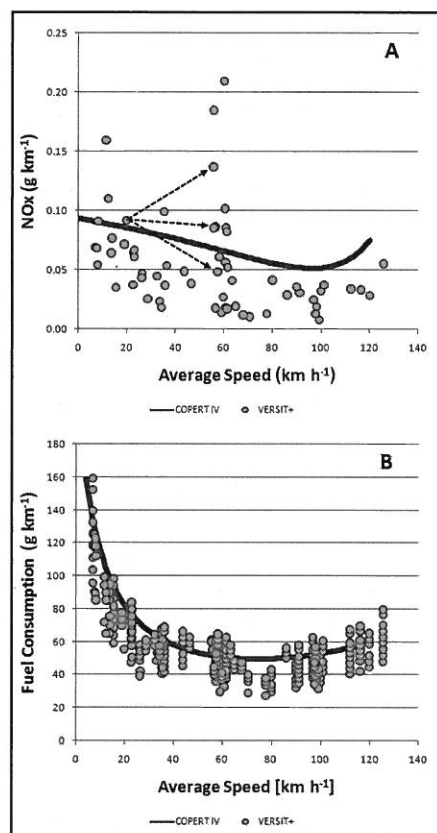 A
0.25
0.20
0.15
0.10
0.05
0.00
NOx (g km-1)
0 20 40 60 80 100 120 140
Average Speed (km h-1)
COPERT IV VERSIT+
B
180
160
140
120
100
80
60
40
20
0
Fuel Consumption (g km-1)
0 20 40 60 80 100 120 140
Average Speed [km h-1]
COPERT IV VERSIT+